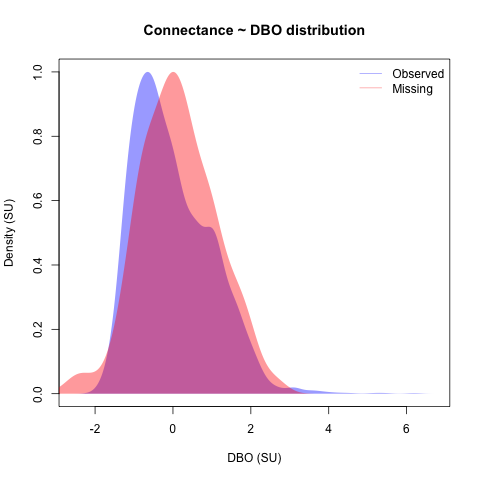 Connectance ~ DBO distribution
Observed
Missing
1.0
0.8
0.6
0.4
0.2
0.0
Density (SU)
-2 0 2 4 6
DBO (SU)